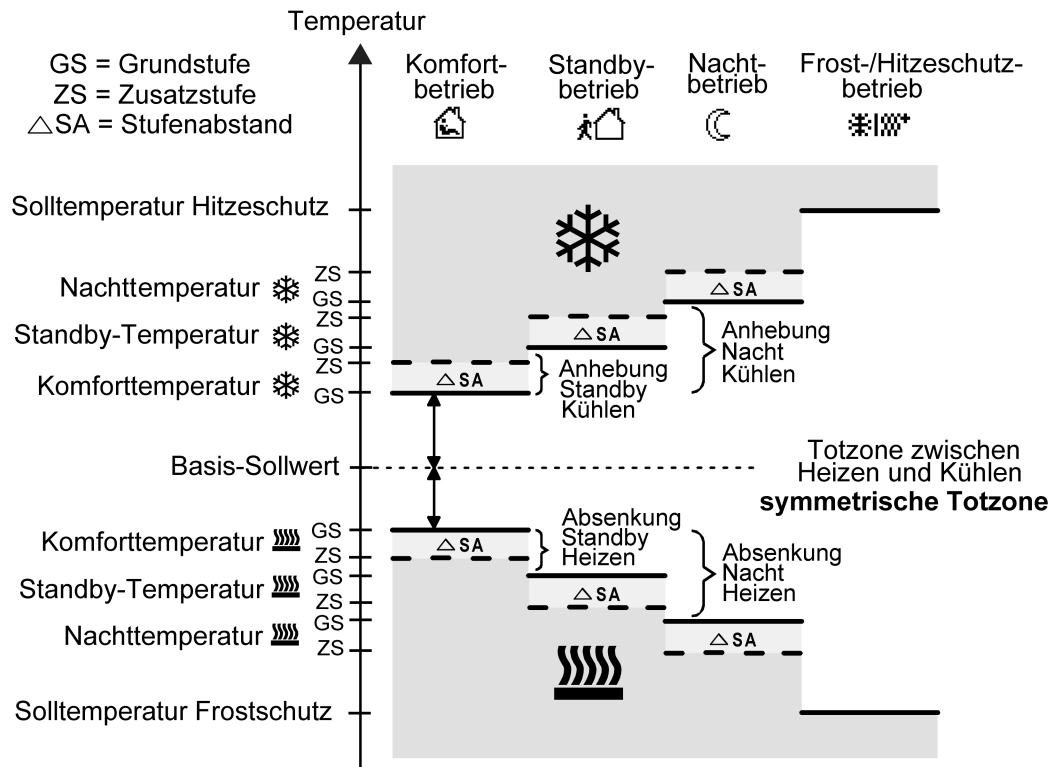 Temperatur
GS = Grundstufe
ZS = Zusatzstufe
△SA = Stufenabstand
Komfort-
betrieb
Standby-
betrieb
Nacht-
betrieb
Frost-/Hitzeschutz-
betrieb
Solltemperatur Hitzeschutz
Nachttemperatur
ZS
GS
△SA
Standby-Temperatur
ZS
GS
△SA
Komforttemperatur
ZS
GS
△SA
Anhebung
Standby
Kühlen
Anhebung
Nacht
Kühlen
Basis-Sollwert
Totzone zwischen
Heizen und Kühlen
symmetrische Totzone
Komforttemperatur
GS
ZS
△SA
Absenkung
Standby
Heizen
Absenkung
Nacht
Heizen
Standby-Temperatur
GS
ZS
△SA
Nachttemperatur
GS
ZS
△SA
Solltemperatur Frostschutz